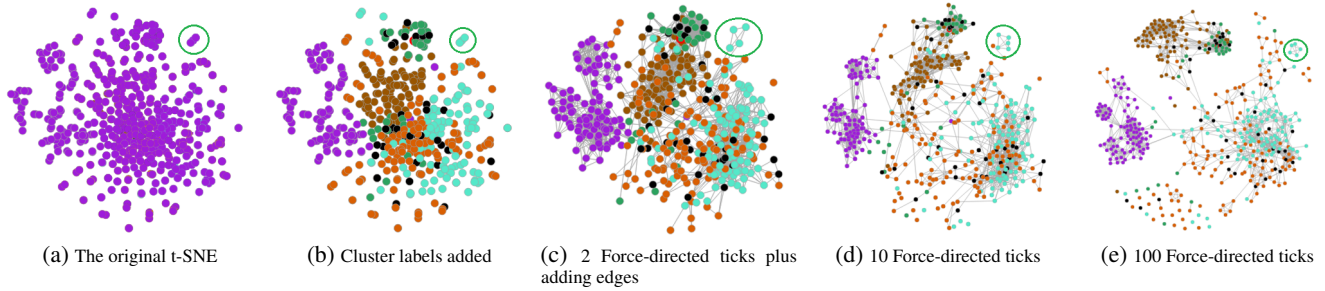 (a) The original t-SNE
(b) Cluster labels added
(c) 2 Force-directed ticks plus
adding edges
(d) 10 Force-directed ticks
(e) 100 Force-directed ticks